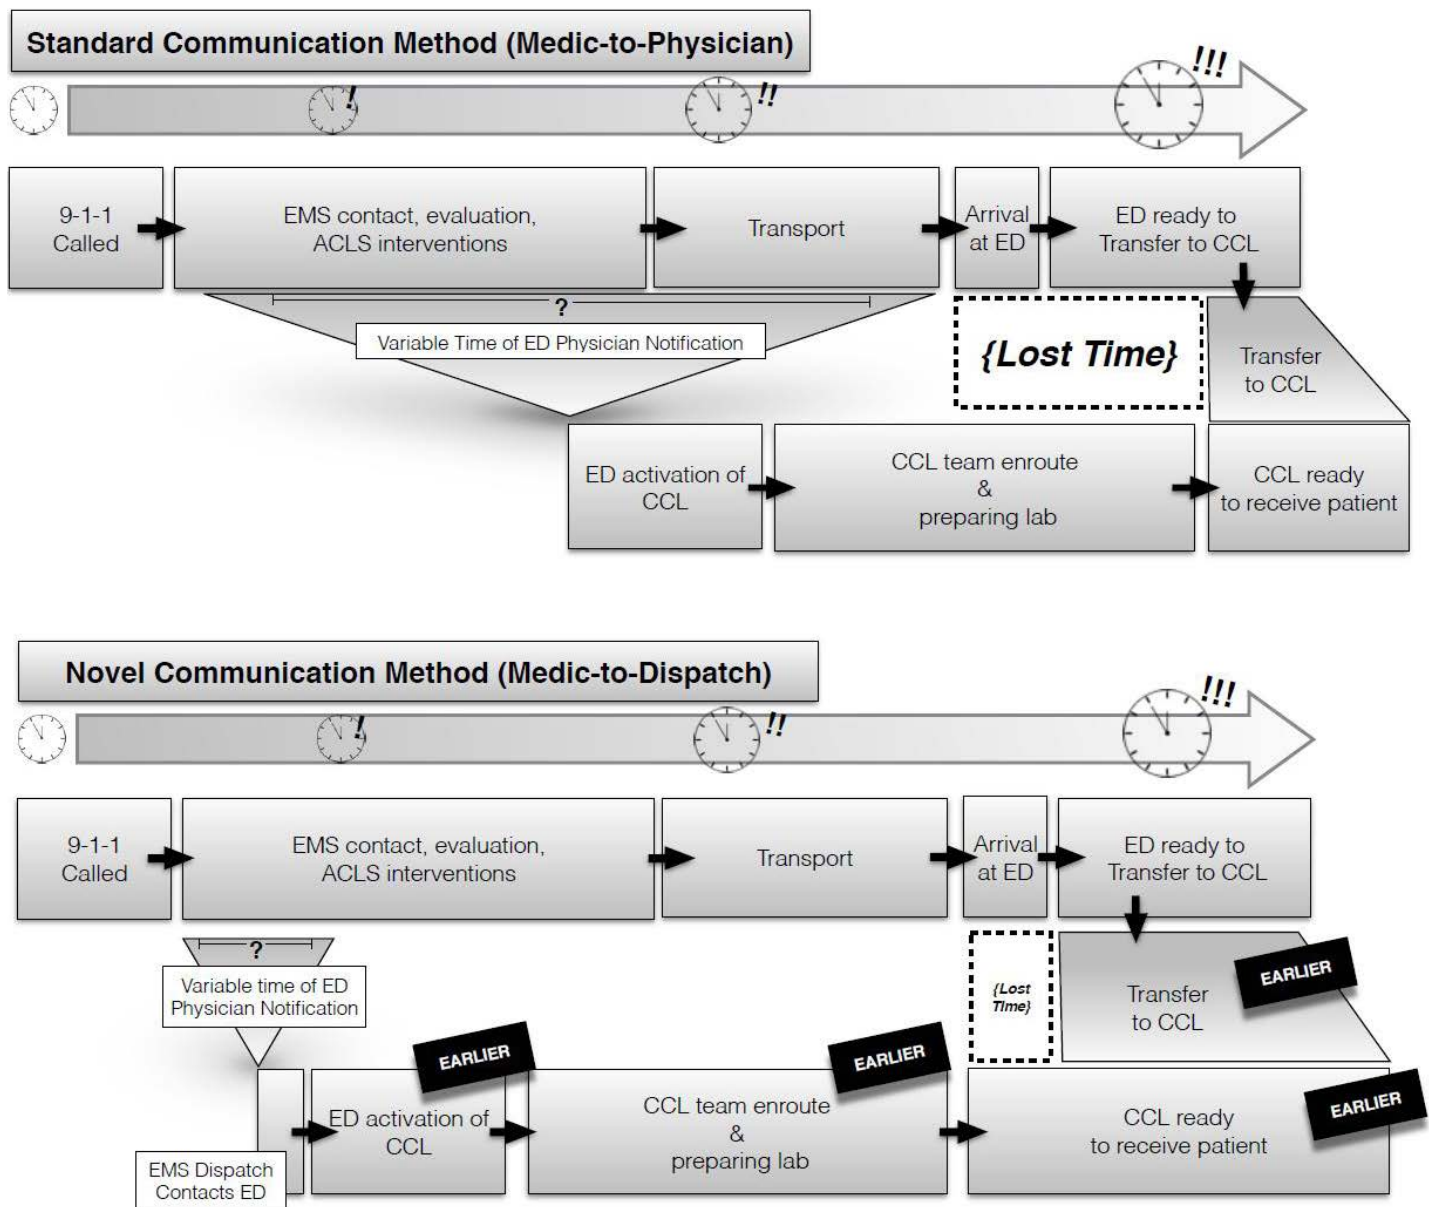 Standard Communication Method (Medic-to-Physician)
!
!!
!!!
9-1-1
Called
EMS contact, evaluation,
ACLS interventions
Transport
Arrival
at ED
ED ready to
Transfer to CCL
?
Variable Time of ED Physician Notification
{Lost Time}
Transfer
to CCL
ED activation of
CCL
CCL team enroute
&
preparing lab
CCL ready
to receive patient
Novel Communication Method (Medic-to-Dispatch)
!
!!
!!!
9-1-1
Called
EMS contact, evaluation,
ACLS interventions
Transport
Arrival
at ED
ED ready to
Transfer to CCL
?
Variable time of ED
Physician Notification
{Lost
Time}
Transfer
to CCL
EARLIER
EMS Dispatch
Contacts ED
ED activation of
CCL
EARLIER
CCL team enroute
&
preparing lab
EARLIER
CCL ready
to receive patient
EARLIER